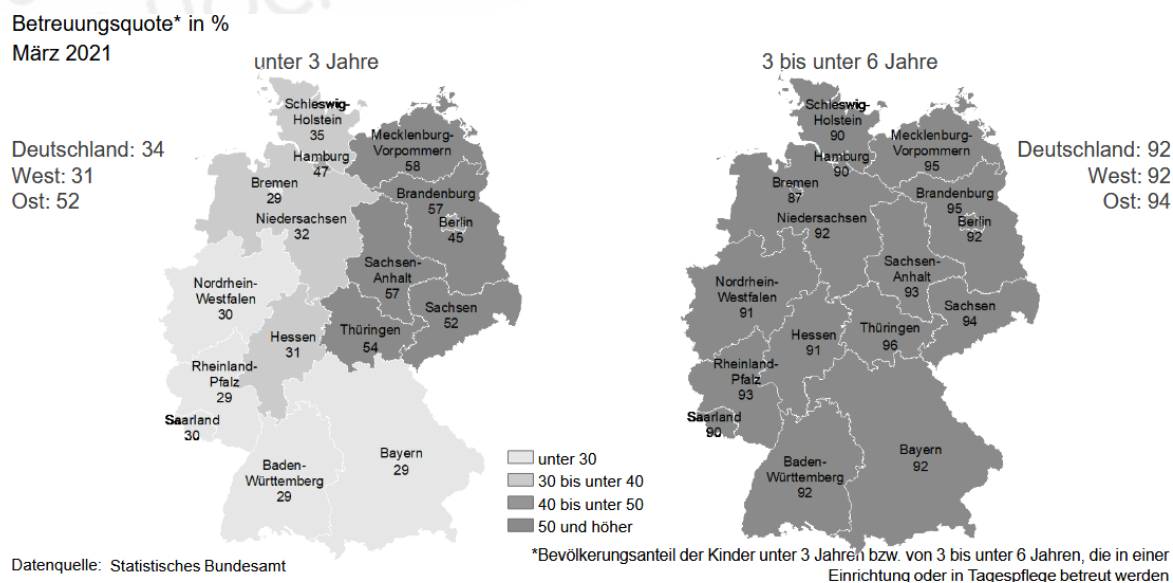 Betreuungsquote* in %
März 2021
unter 3 Jahre
Deutschland: 34
West: 31
Ost: 52
Schleswig-
Holstein
35
Mecklenburg-
Vorpommern
58
Hamburg
47
Bremen
29
Brandenburg
57
Berlin
45
Niedersachsen
32
Sachsen-
Anhalt
57
Nordrhein-
Westfalen
30
Sachsen
52
Thüringen
54
Hessen
31
Rheinland-
Pfalz
29
Saarland
30
Bayern
29
Baden-
Württemberg
29
unter 30
30 bis unter 40
40 bis unter 50
50 und höher
3 bis unter 6 Jahre
Deutschland: 92
West: 92
Ost: 94
Schleswig-
Holstein
90
Mecklenburg-
Vorpommern
95
Hamburg
90
Bremen
87
Brandenburg
95
Berlin
92
Niedersachsen
92
Sachsen-
Anhalt
93
Nordrhein-
Westfalen
91
Sachsen
94
Thüringen
96
Hessen
91
Rheinland-
Pfalz
93
Saarland
90
Bayern
92
Baden-
Württemberg
92
Datenquelle: Statistisches Bundesamt
*Bevölkerungsanteil der Kinder unter 3 Jahren bzw. von 3 bis unter 6 Jahren, die in einer
Einrichtung oder in Tagespflege betreut werden